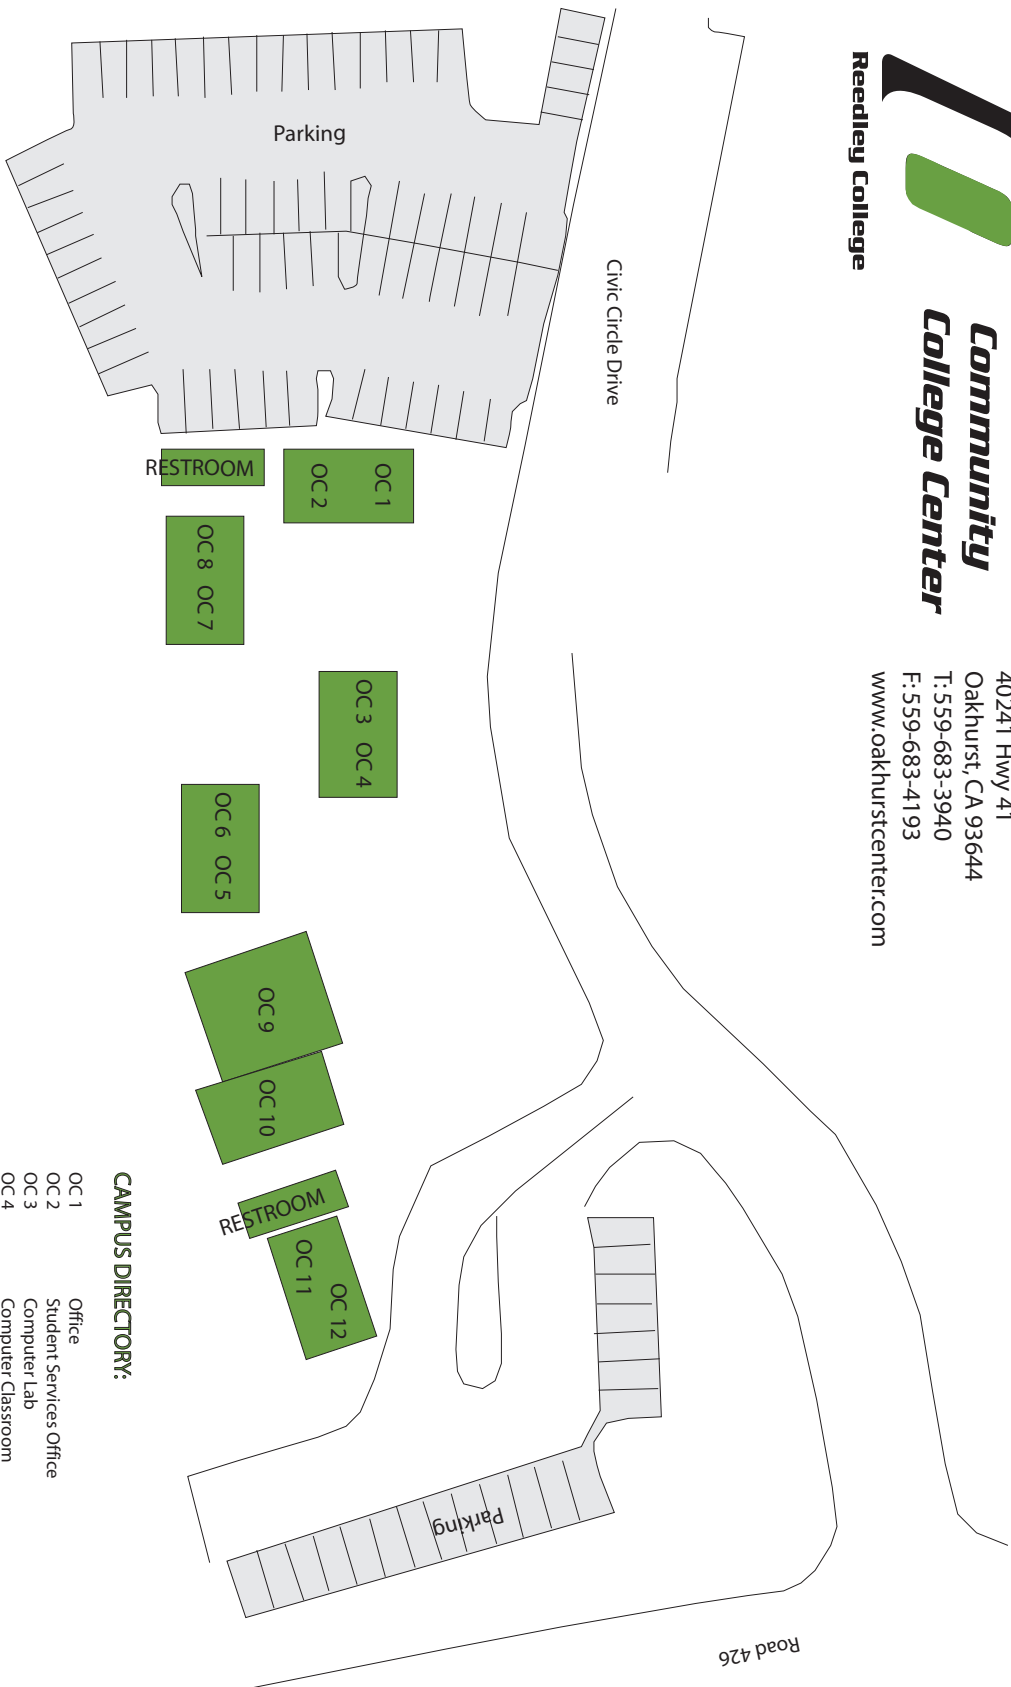 Reedley College
Community
College Center
40241 Hwy 41
Oakhurst, CA 93644
T: 559-683-3940
F: 559-683-4193
www.oakhurstcenter.com
Parking
Civic Circle Drive
RESTROOM
OC 1
OC 2
OC 8 OC 7
OC 3 OC 4
OC 6 OC 5
OC 9
OC 10
RESTROOM
OC 12
OC 11
Parking
Road 426
CAMPUS DIRECTORY:
OC 1 Office
OC 2 Student Services Office
OC 3 Computer Lab
OC 4 Computer Classroom